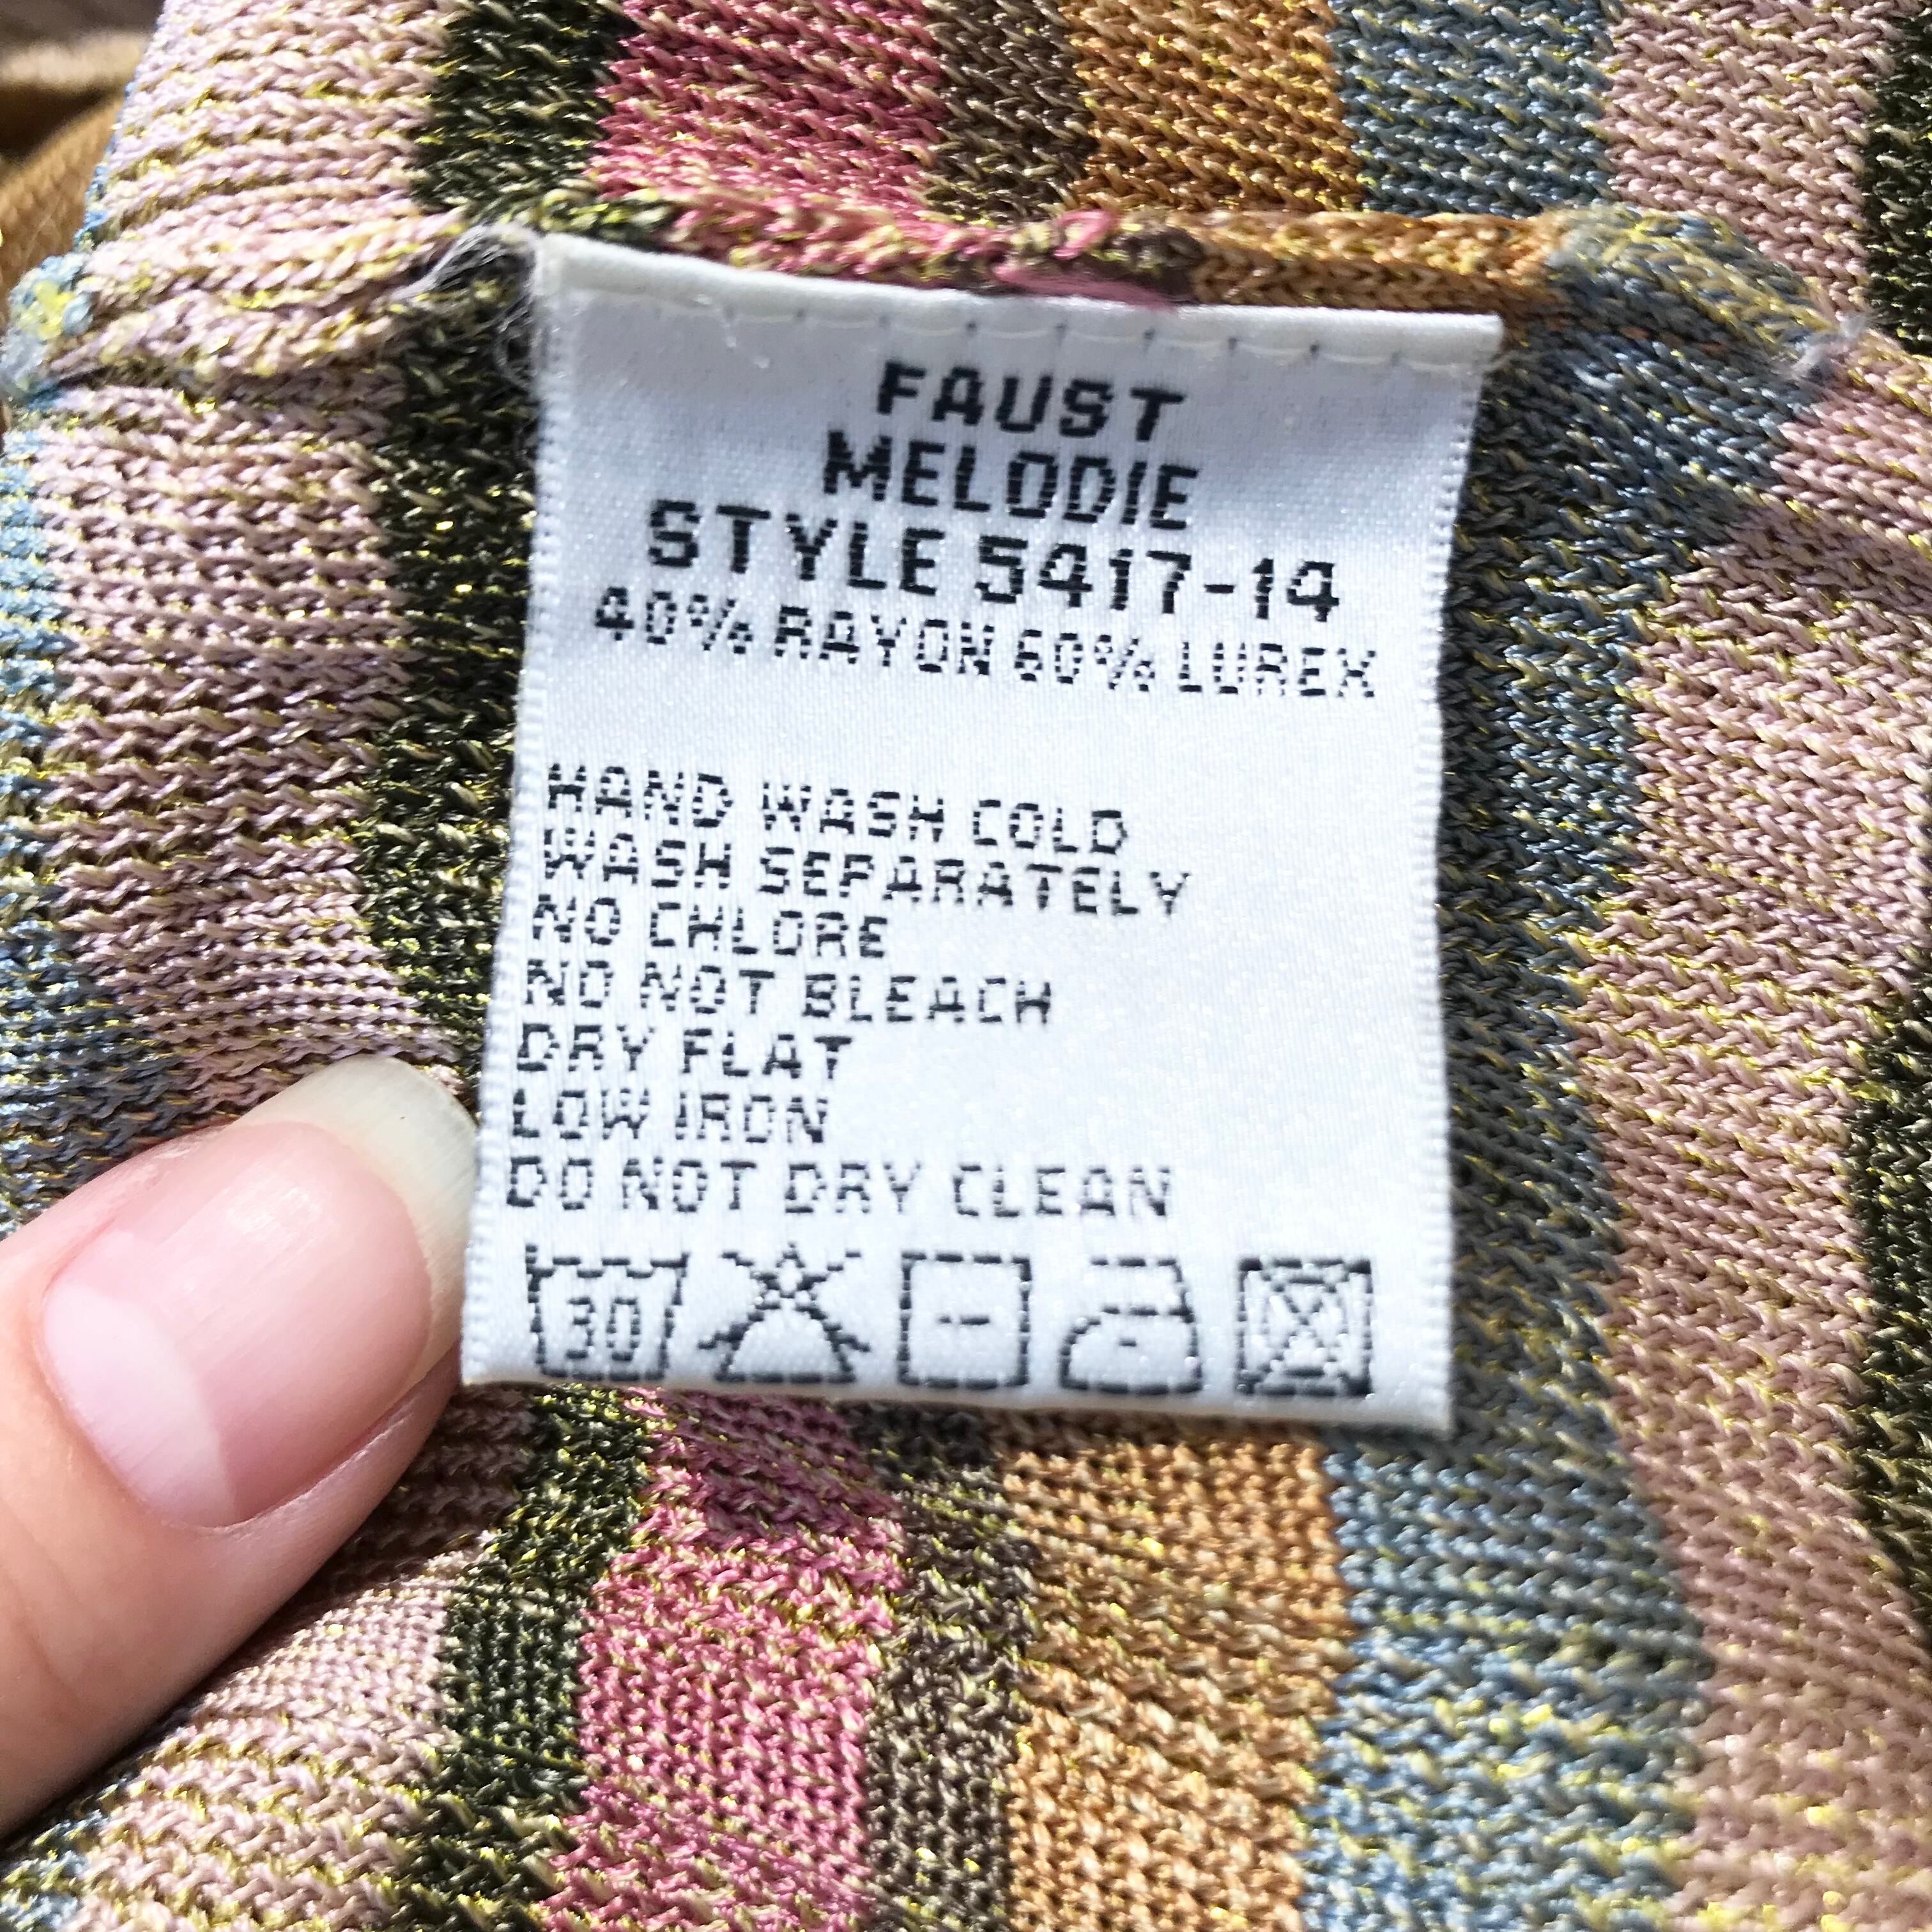 FAUST
MELODIE
STYLE 5417-14
40% RAYON 60% LUREX
HAND WASH COLD
WASH SEPARATELY
NO CHLORE
NO NOT BLEACH
DRY FLAT
LOW IRON
DO NOT DRY CLEAN
30